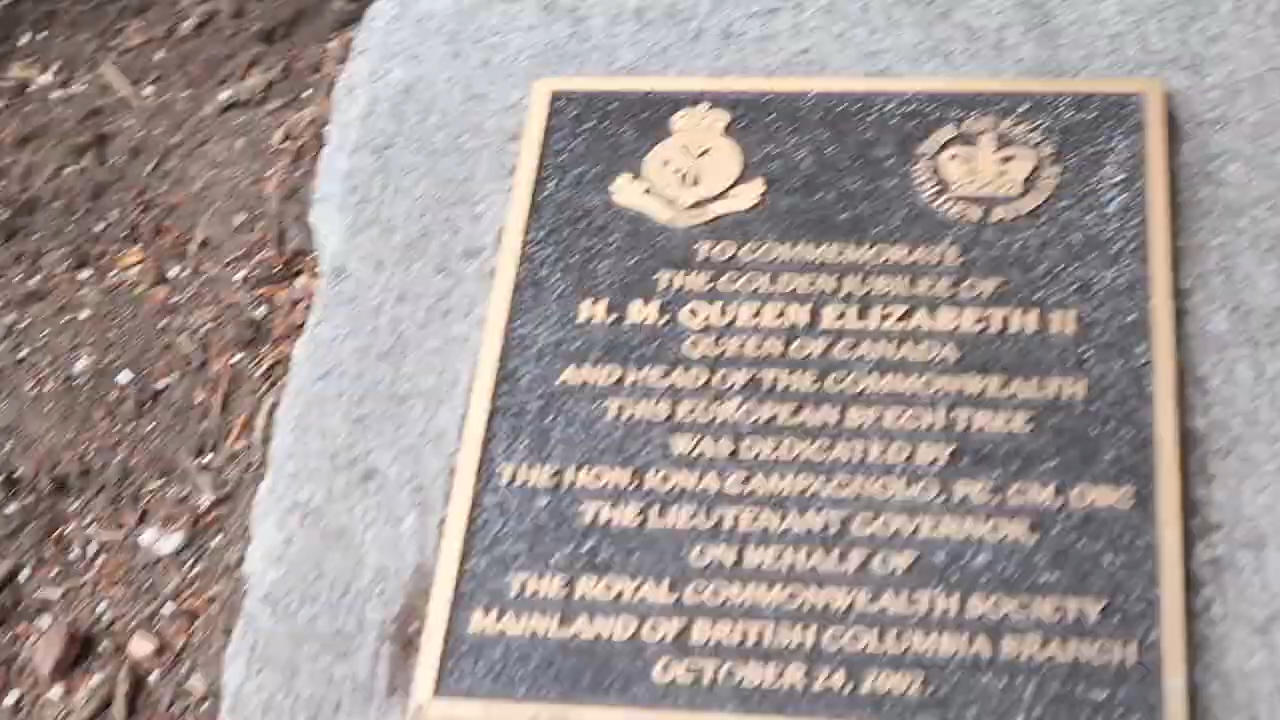 TO COMMEMORATE
THE GOLDEN JUBILEE OF
H. M. QUEEN ELIZABETH II
QUEEN OF CANADA
AND HEAD OF THE COMMONWEALTH
THIS EUROPEAN BEECH TREE
WAS DEDICATED BY
THE HON. IONA CAMPAGNOLO, PC, CM, OBC
THE LIEUTENANT GOVERNOR,
ON BEHALF OF
THE ROYAL COMMONWEALTH SOCIETY
MAINLAND OF BRITISH COLUMBIA BRANCH
OCTOBER